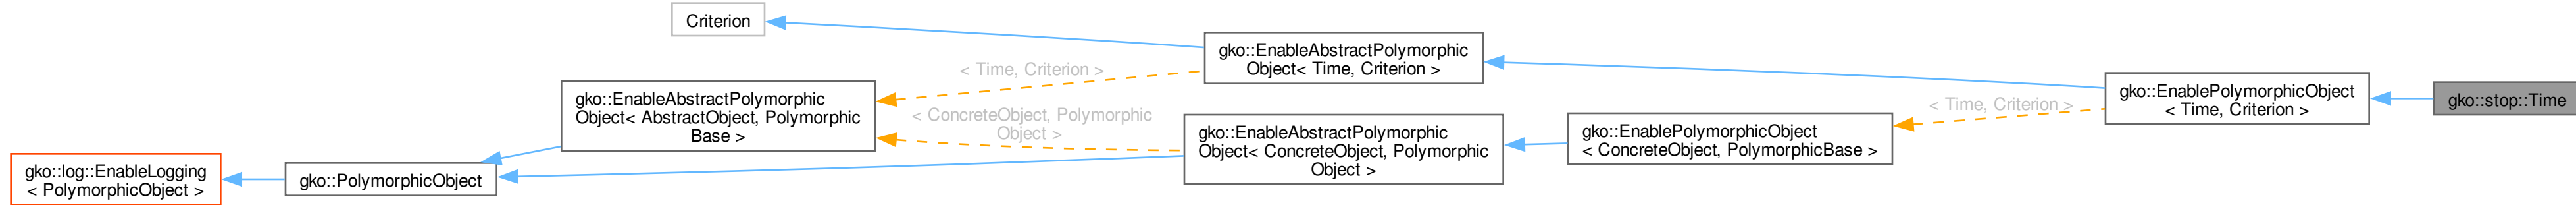 Criterion
gko::EnableAbstractPolymorphic
Object< Time, Criterion >
< Time, Criterion >
gko::EnableAbstractPolymorphic
Object< AbstractObject, Polymorphic
Base >
gko::EnablePolymorphicObject
< Time, Criterion >
gko::stop::Time
< Time, Criterion >
< ConcreteObject, Polymorphic
Object >
gko::EnableAbstractPolymorphic
Object< ConcreteObject, Polymorphic
Object >
gko::EnablePolymorphicObject
< ConcreteObject, PolymorphicBase >
gko::log::EnableLogging
< PolymorphicObject >
gko::PolymorphicObject